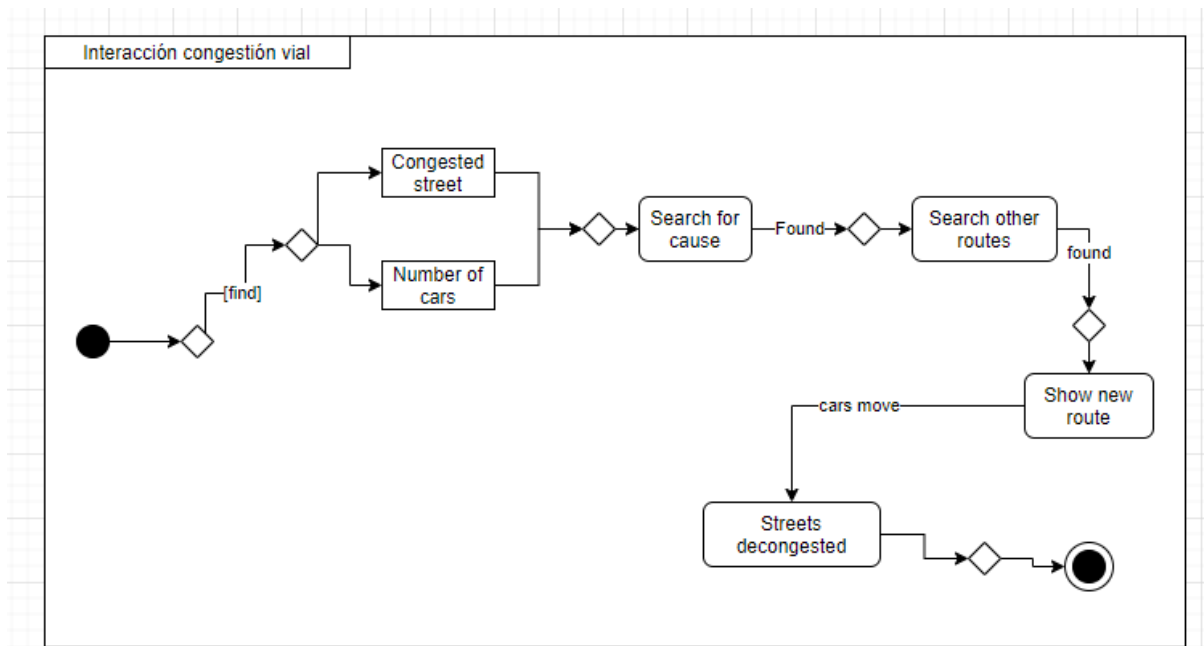 Interacción congestión vial
Congested
street
Search for
cause
Found
Search other
routes
found
[find]
Number of
cars
Show new
route
cars move
Streets
decongested